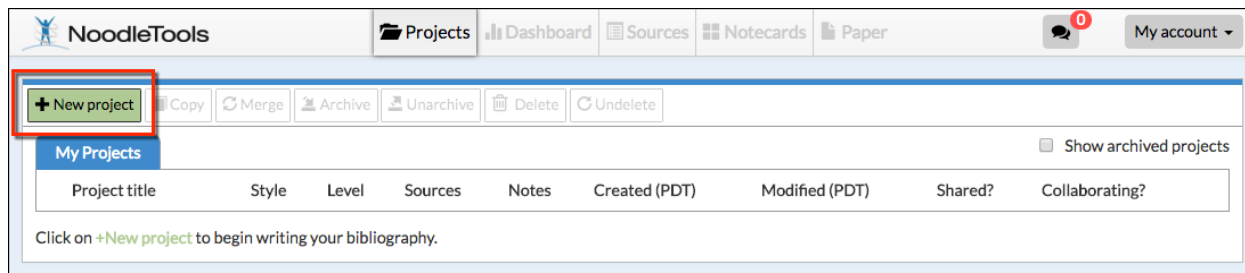 NoodleTools Projects Dashboard Sources Notecards Paper 0 My account
New project Copy Merge Archive Unarchive Delete Undelete
My Projects Show archived projects
Project title Style Level Sources Notes Created (PDT) Modified (PDT) Shared? Collaborating?
Click on +New project to begin writing your bibliography.